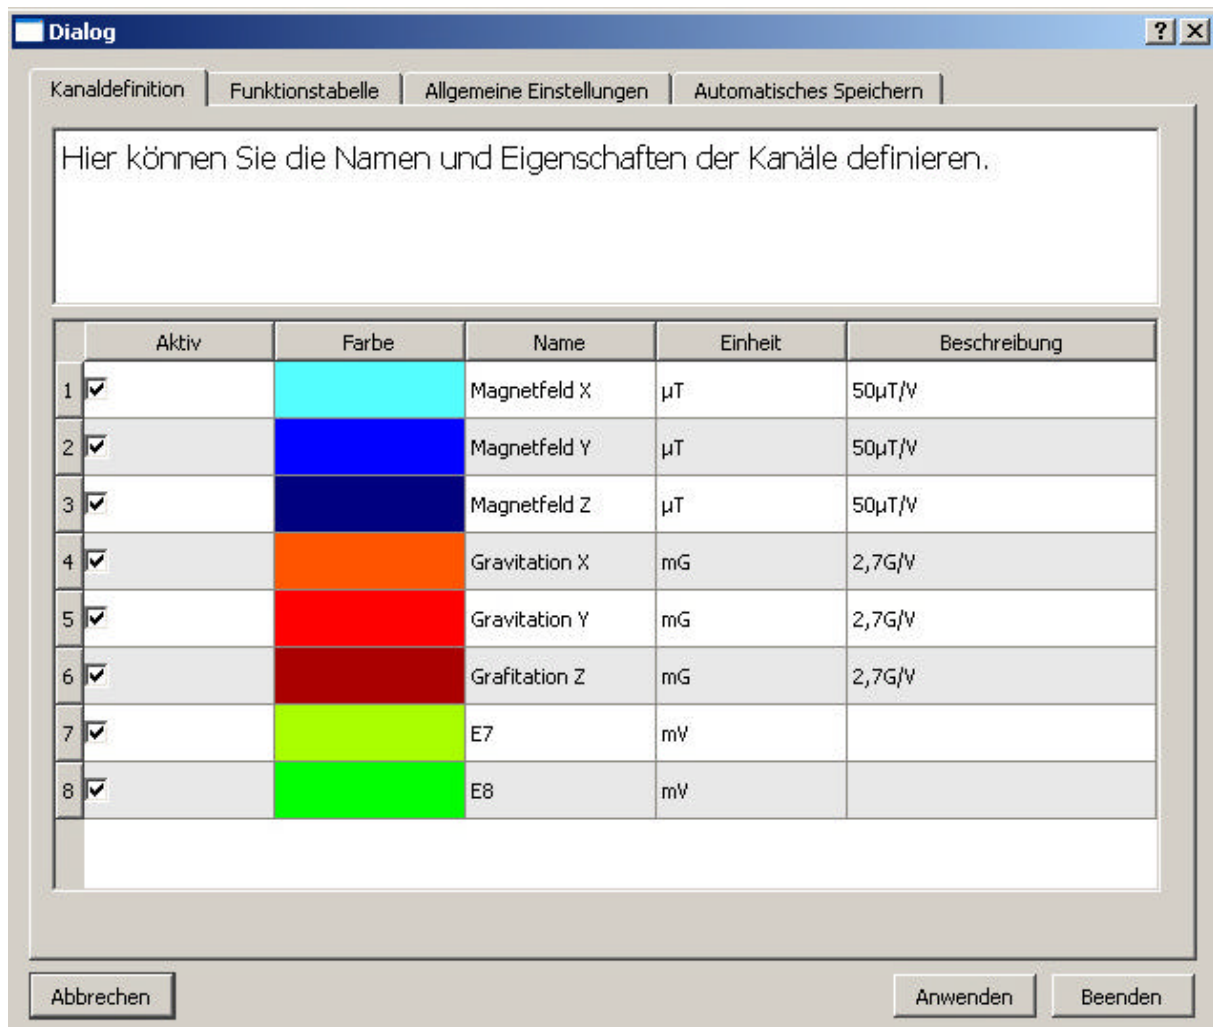 Dialog
Kanaldefinition Funktionstabelle Allgemeine Einstellungen Automatisches Speichern
Hier können Sie die Namen und Eigenschaften der Kanäle definieren.
Aktiv Farbe Name Einheit Beschreibung
1 Magnetfeld X µT 50µT/V
2 Magnetfeld Y µT 50µT/V
3 Magnetfeld Z µT 50µT/V
4 Gravitation X mG 2,7G/V
5 Gravitation Y mG 2,7G/V
6 Grafitation Z mG 2,7G/V
7 E7 mV
8 E8 mV
Abbrechen Anwenden Beenden